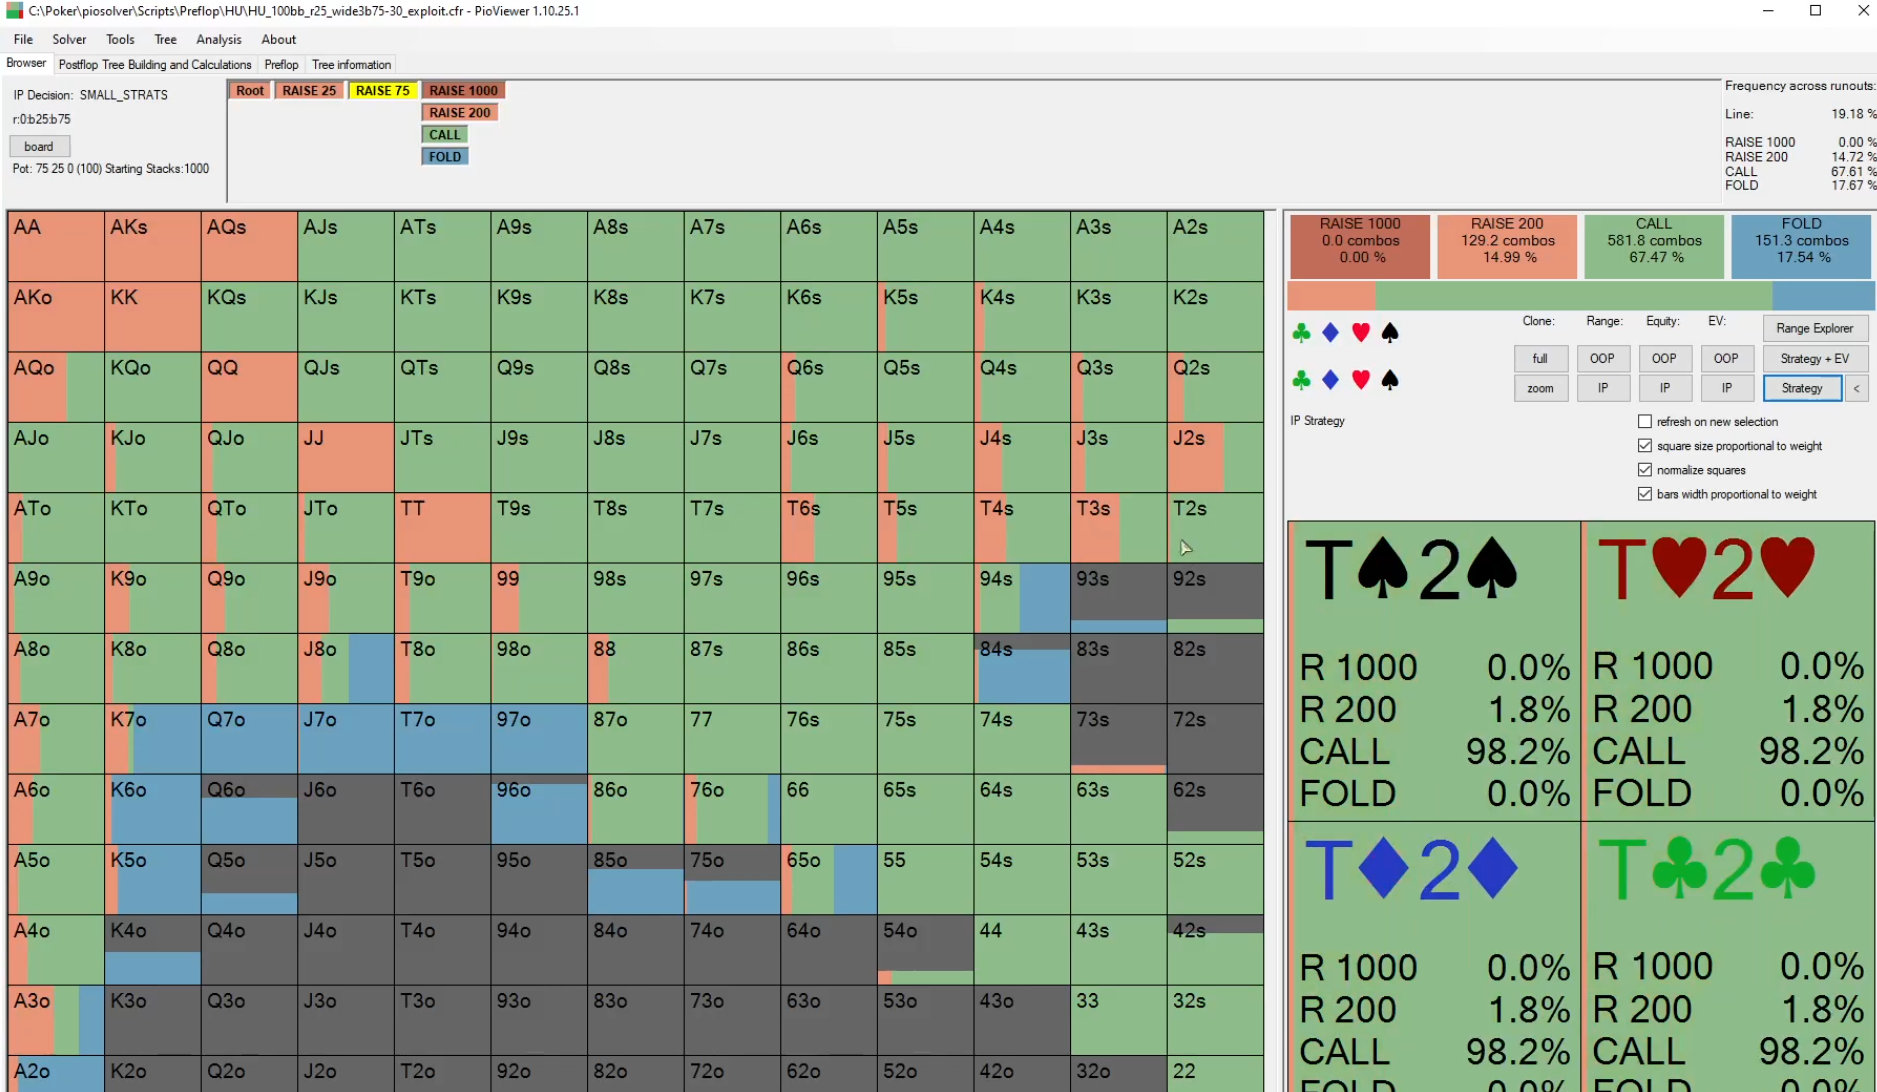 C:\Poker\piosolver\Scripts\Preflop\HU\HU_100bb_r25_wide3b75-30_exploit.cfr - PioViewer 1.10.25.1
File Solver Tools Tree Analysis About
Browser Postflop Tree Building and Calculations Preflop Tree information
IP Decision: SMALL_STRATS
r:0:b25:b75
board
Pot: 75 25 0 (100) Starting Stacks:1000
Root RAISE 25 RAISE 75 RAISE 1000
RAISE 200
CALL
FOLD
Frequency across runouts:
Line: 19.18 %
RAISE 1000 0.00 %
RAISE 200 14.72 %
CALL 67.61 %
FOLD 17.67 %
AA AKs AQs AJs ATs A9s A8s A7s A6s A5s A4s A3s A2s
AKo KK KQs KJs KTs K9s K8s K7s K6s K5s K4s K3s K2s
AQo KQo QQ QJs QTs Q9s Q8s Q7s Q6s Q5s Q4s Q3s Q2s
AJo KJo QJo JJ JTs J9s J8s J7s J6s J5s J4s J3s J2s
ATo KTo QTo JTo TT T9s T8s T7s T6s T5s T4s T3s T2s
A9o K9o Q9o J9o T9o 99 98s 97s 96s 95s 94s 93s 92s
A8o K8o Q8o J8o T8o 98o 88 87s 86s 85s 84s 83s 82s
A7o K7o Q7o J7o T7o 97o 87o 77 76s 75s 74s 73s 72s
A6o K6o Q6o J6o T6o 96o 86o 76o 66 65s 64s 63s 62s
A5o K5o Q5o J5o T5o 95o 85o 75o 65o 55 54s 53s 52s
A4o K4o Q4o J4o T4o 94o 84o 74o 64o 54o 44 43s 42s
A3o K3o Q3o J3o T3o 93o 83o 73o 63o 53o 43o 33 32s
A2o K2o Q2o J2o T2o 92o 82o 72o 62o 52o 42o 32o 22
RAISE 1000 RAISE 200 CALL FOLD
0.0 combos 129.2 combos 581.8 combos 151.3 combos
0.00 % 14.99 % 67.47 % 17.54 %
Clone: Range: Equity: EV: Range Explorer
full OOP OOP OOP Strategy + EV
zoom IP IP IP Strategy <
IP Strategy
refresh on new selection
square size proportional to weight
normalize squares
bars width proportional to weight
T♠2♠ T♥2♥
R 1000 0.0% R 1000 0.0%
R 200 1.8% R 200 1.8%
CALL 98.2% CALL 98.2%
FOLD 0.0% FOLD 0.0%
T♦2♦ T♣2♣
R 1000 0.0% R 1000 0.0%
R 200 1.8% R 200 1.8%
CALL 98.2% CALL 98.2%
FOLD 0.0% FOLD 0.0%